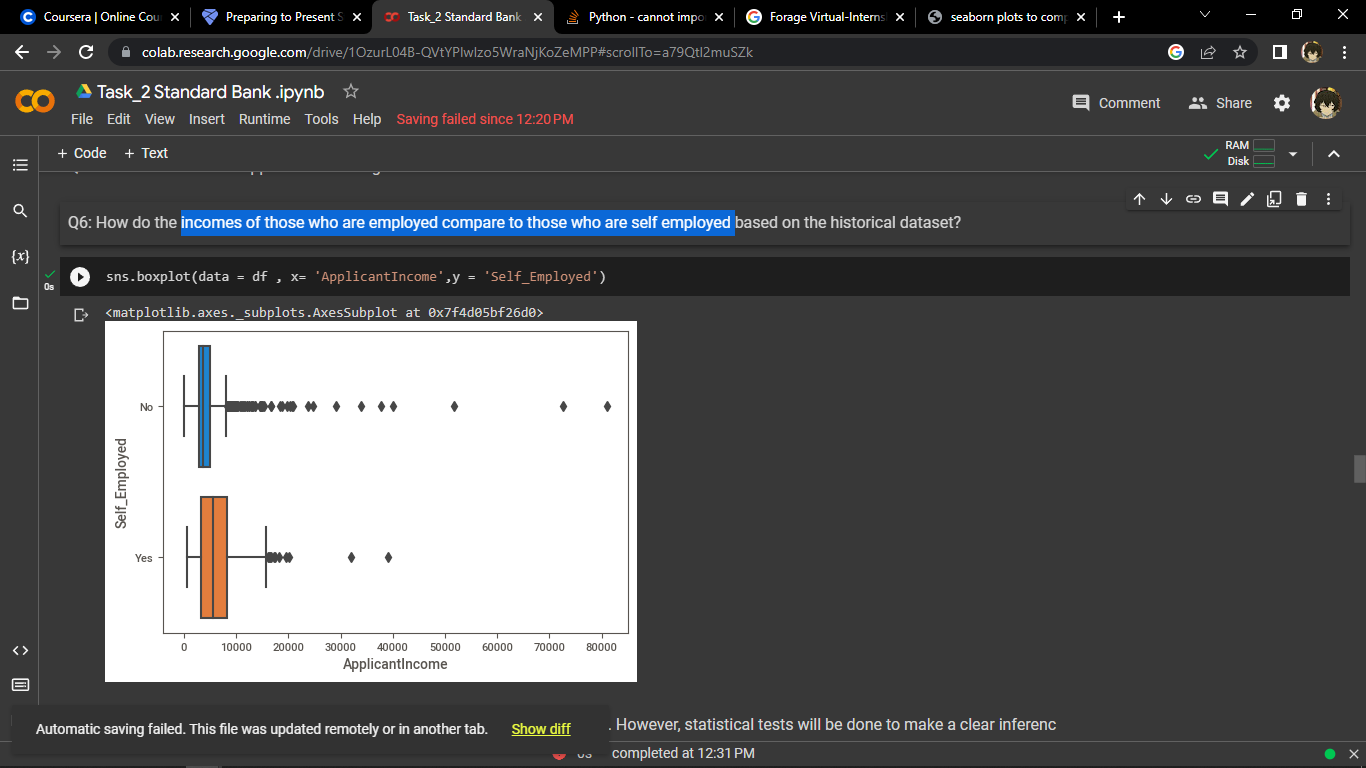 Coursera | Online Cou
Preparing to Present S
Task_2 Standard Bank
Python - cannot impo
Forage Virtual-Interns
seaborn plots to comp
colab.research.google.com/drive/1OzurL04B-QVtYPlwlzo5WraNjKoZeMPP#scrollTo=a79Qtl2muSZk
Task_2 Standard Bank .ipynb
Comment
Share
File Edit View Insert Runtime Tools Help Saving failed since 12:20 PM
+ Code + Text
RAM
Disk
Q6: How do the incomes of those who are employed compare to those who are self employed based on the historical dataset?
{x}
0s
sns.boxplot(data = df , x= 'ApplicantIncome',y = 'Self_Employed')
<matplotlib.axes._subplots.AxesSubplot at 0x7f4d05bf26d0>
No
Self_Employed
Yes
0 10000 20000 30000 40000 50000 60000 70000 80000
ApplicantIncome
Automatic saving failed. This file was updated remotely or in another tab. Show diff
. However, statistical tests will be done to make a clear inferenc
completed at 12:31 PM